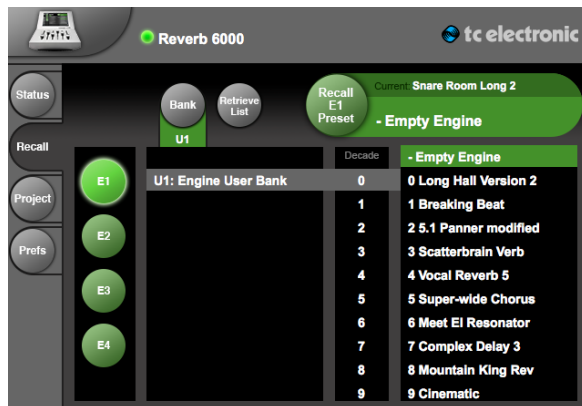 Reverb 6000
tc electronic
Status
Bank
Retrieve
List
Recall
E1
Preset
Current: Snare Room Long 2
- Empty Engine
U1
Recall
Decade
- Empty Engine
E1
U1: Engine User Bank
0
0 Long Hall Version 2
1
1 Breaking Beat
Project
2
2 5.1 Panner modified
E2
Prefs
3
3 Scatterbrain Verb
4
4 Vocal Reverb 5
E3
5
5 Super-wide Chorus
6
6 Meet El Resonator
E4
7
7 Complex Delay 3
8
8 Mountain King Rev
9
9 Cinematic